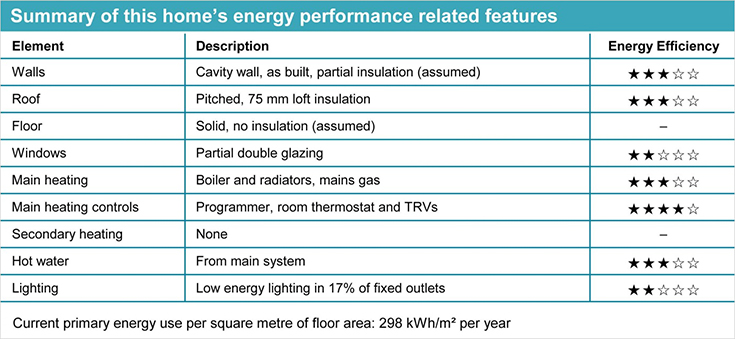 Summary of this home’s energy performance related features
Element Description Energy Efficiency
Walls Cavity wall, as built, partial insulation (assumed) ★★★☆☆
Roof Pitched, 75 mm loft insulation ★★★☆☆
Floor Solid, no insulation (assumed) –
Windows Partial double glazing ★★☆☆☆
Main heating Boiler and radiators, mains gas ★★★☆☆
Main heating controls Programmer, room thermostat and TRVs ★★★★☆
Secondary heating None –
Hot water From main system ★★★☆☆
Lighting Low energy lighting in 17% of fixed outlets ★★☆☆☆
Current primary energy use per square metre of floor area: 298 kWh/m² per year